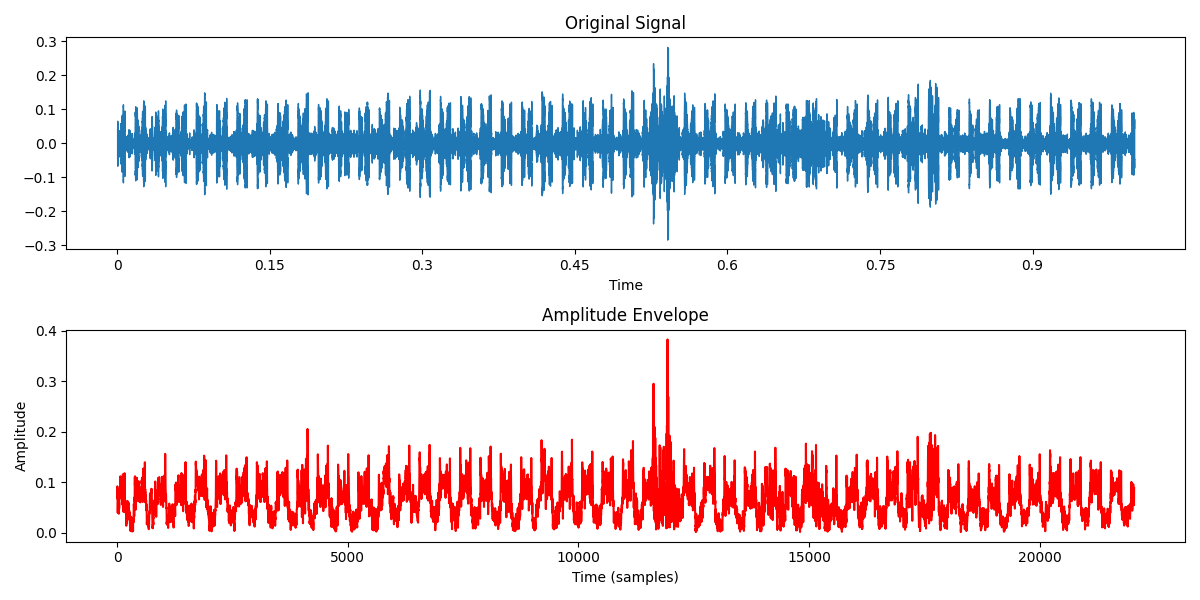 Original Signal
0.3
0.2
0.1
0.0
−0.1
−0.2
−0.3
0 0.15 0.3 0.45 0.6 0.75 0.9
Time
Amplitude Envelope
0.4
0.3
0.2
0.1
0.0
Amplitude
0 5000 10000 15000 20000
Time (samples)